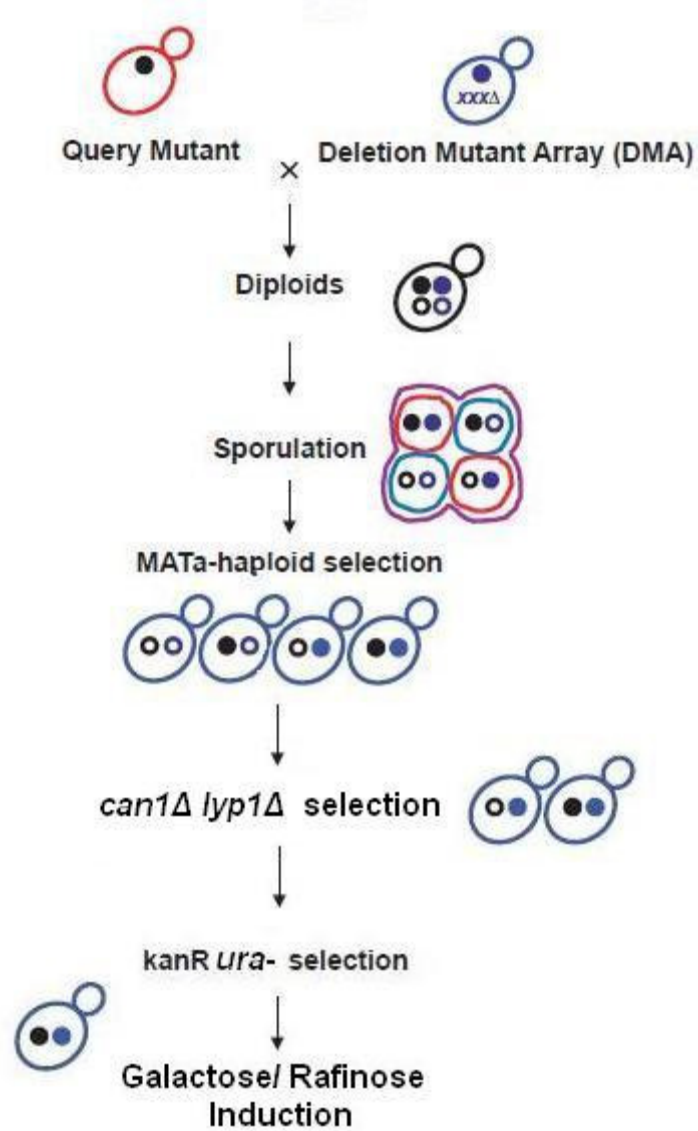 xxxΔ
Query Mutant
Deletion Mutant Array (DMA)
×
Diploids
Sporulation
MATa-haploid selection
can1Δ lyp1Δ selection
kanR ura- selection
Galactose/ Rafinose
Induction